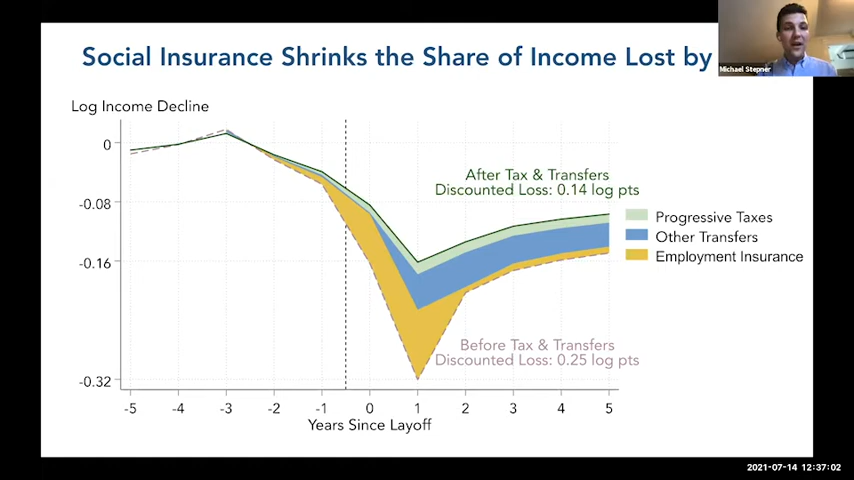 Social Insurance Shrinks the Share of Income Lost by
Michael Stepner
Log Income Decline
0
-0.08
-0.16
-0.32
After Tax & Transfers
Discounted Loss: 0.14 log pts
Progressive Taxes
Other Transfers
Employment Insurance
Before Tax & Transfers
Discounted Loss: 0.25 log pts
-5 -4 -3 -2 -1 0 1 2 3 4 5
Years Since Layoff
2021-07-14 12:37:02